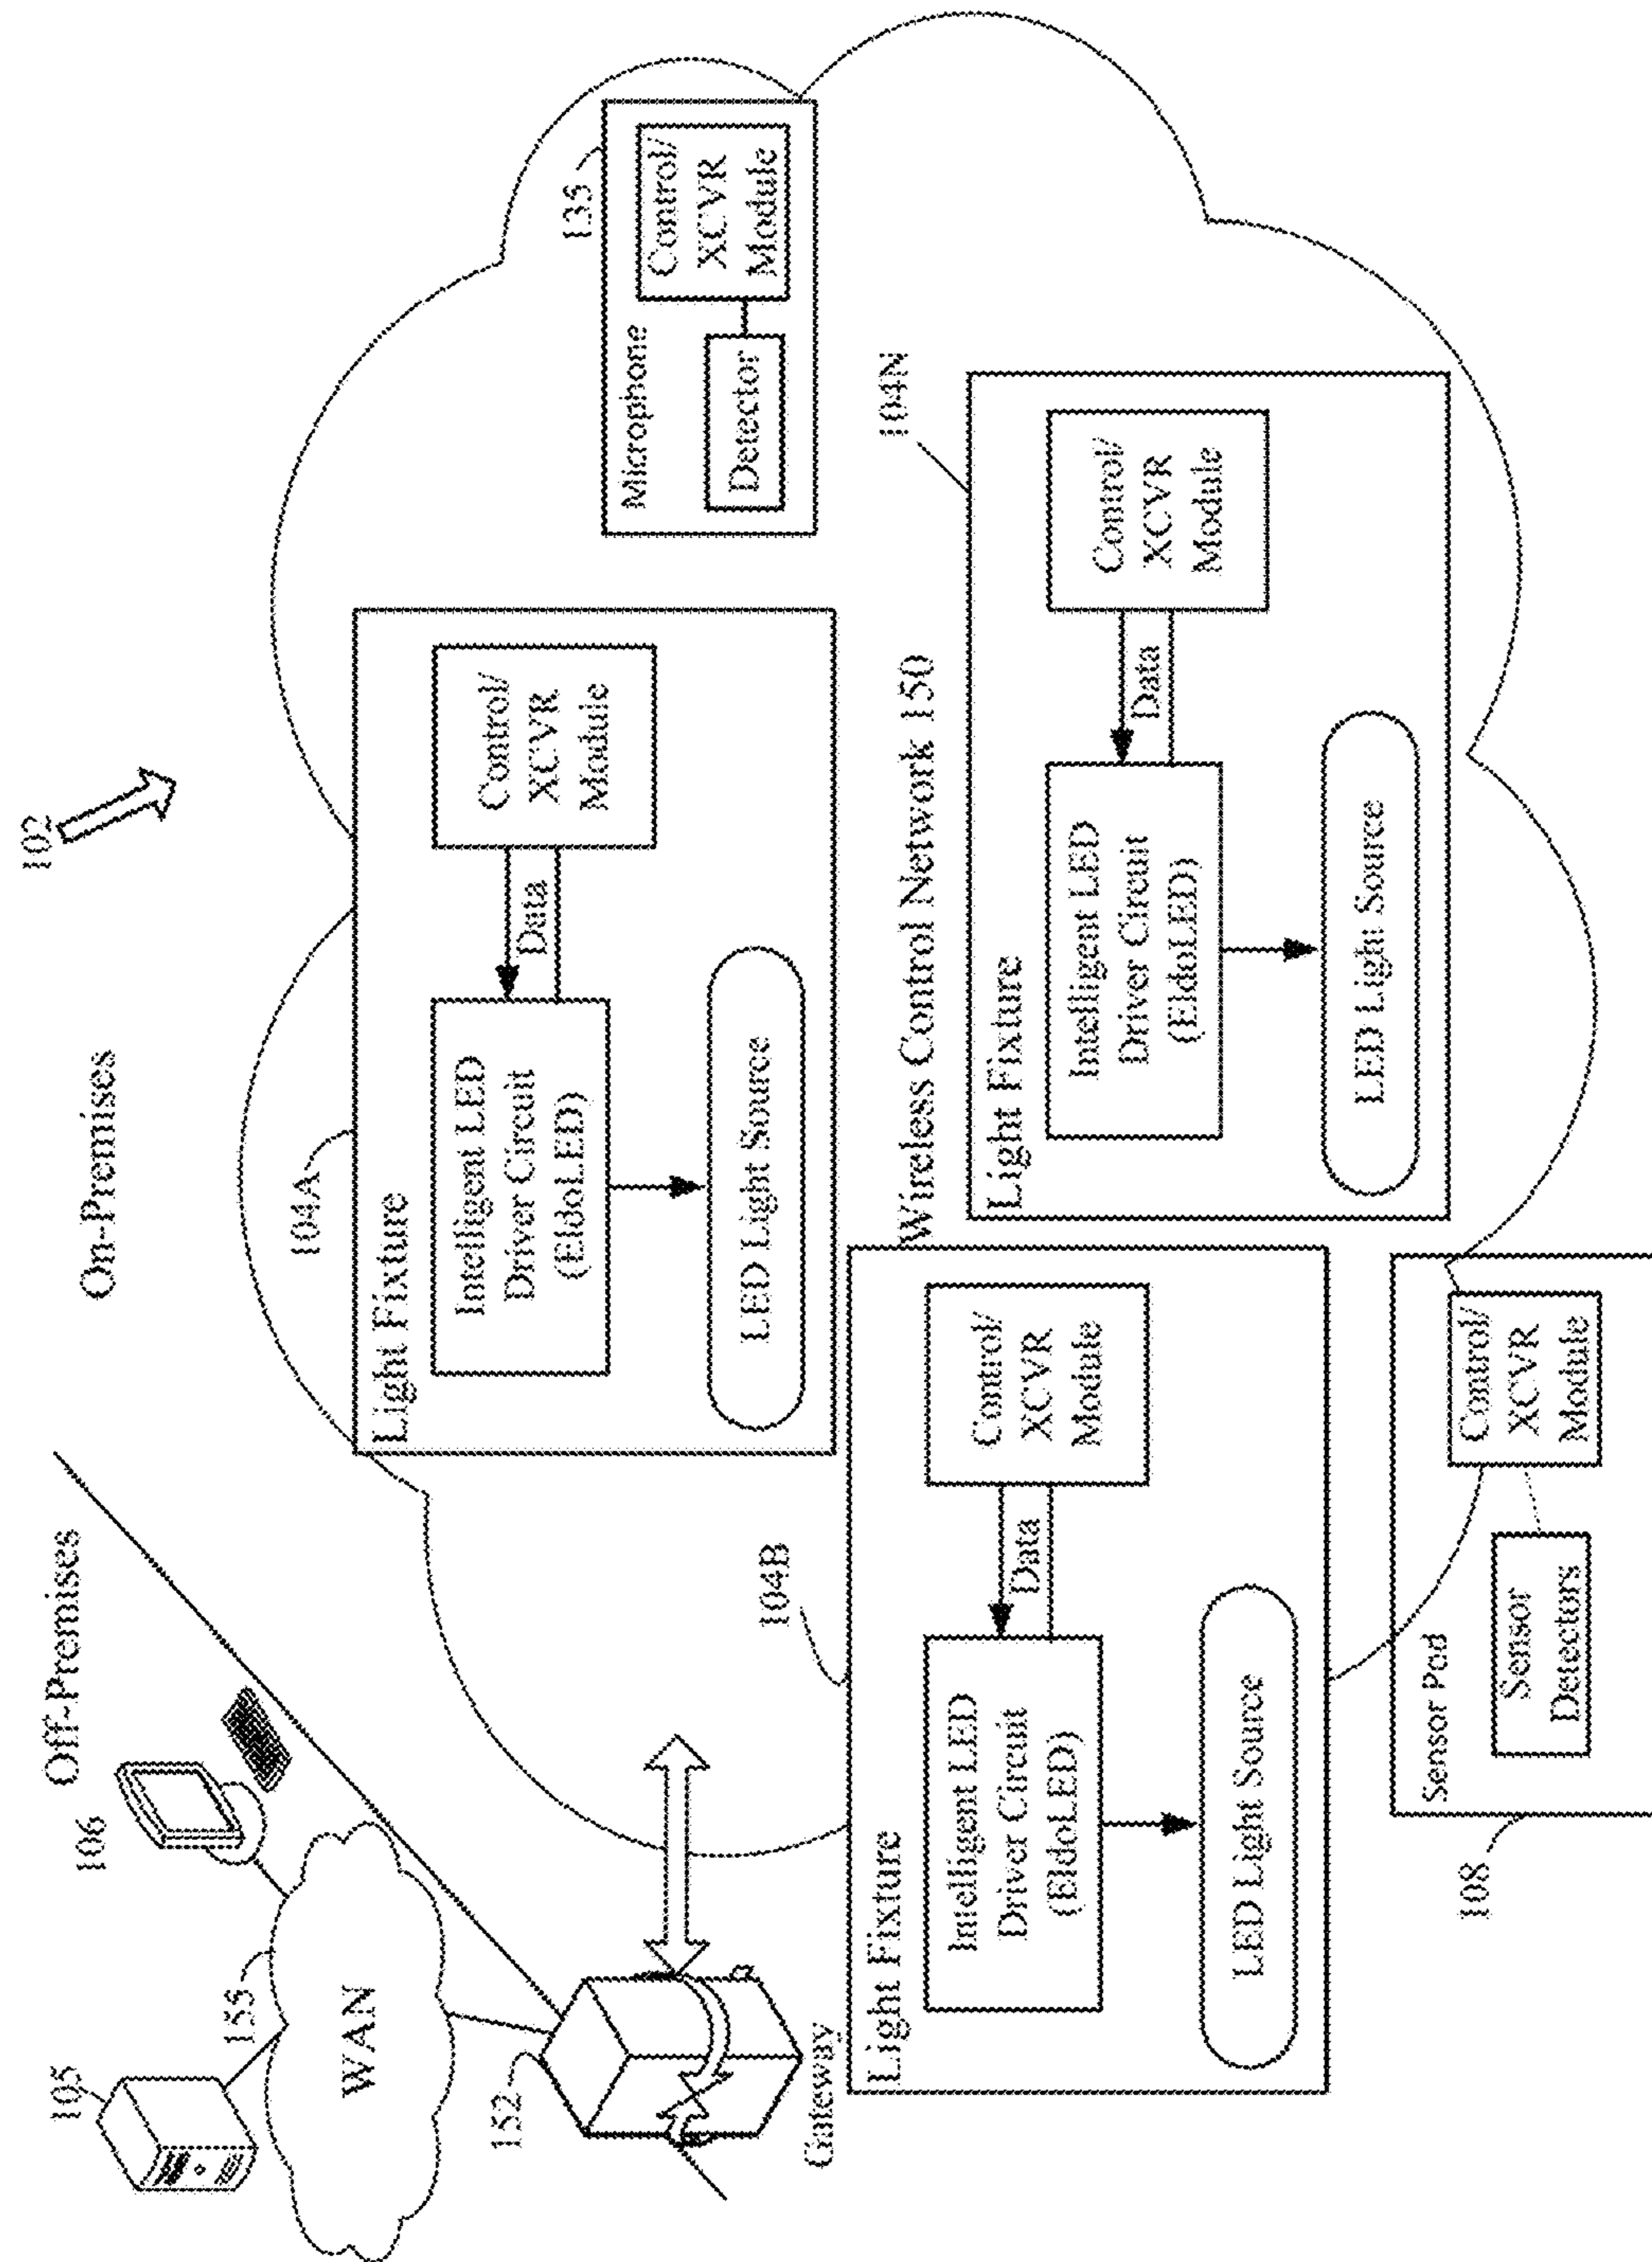 102
Off-Premises
On-Premises
105
106
155
WAN
152
Gateway
104A
Light Fixture
Intelligent LED
Driver Circuit
(EldoLED)
Data
Control/
XCVR
Module
LED Light Source
135
Microphone
Detector
Control/
XCVR
Module
Wireless Control Network 150
104B
Light Fixture
Intelligent LED
Driver Circuit
(EldoLED)
Data
Control/
XCVR
Module
LED Light Source
104N
Light Fixture
Intelligent LED
Driver Circuit
(EldoLED)
Data
Control/
XCVR
Module
LED Light Source
108
Sensor Pod
Sensor
Detectors
Control/
XCVR
Module